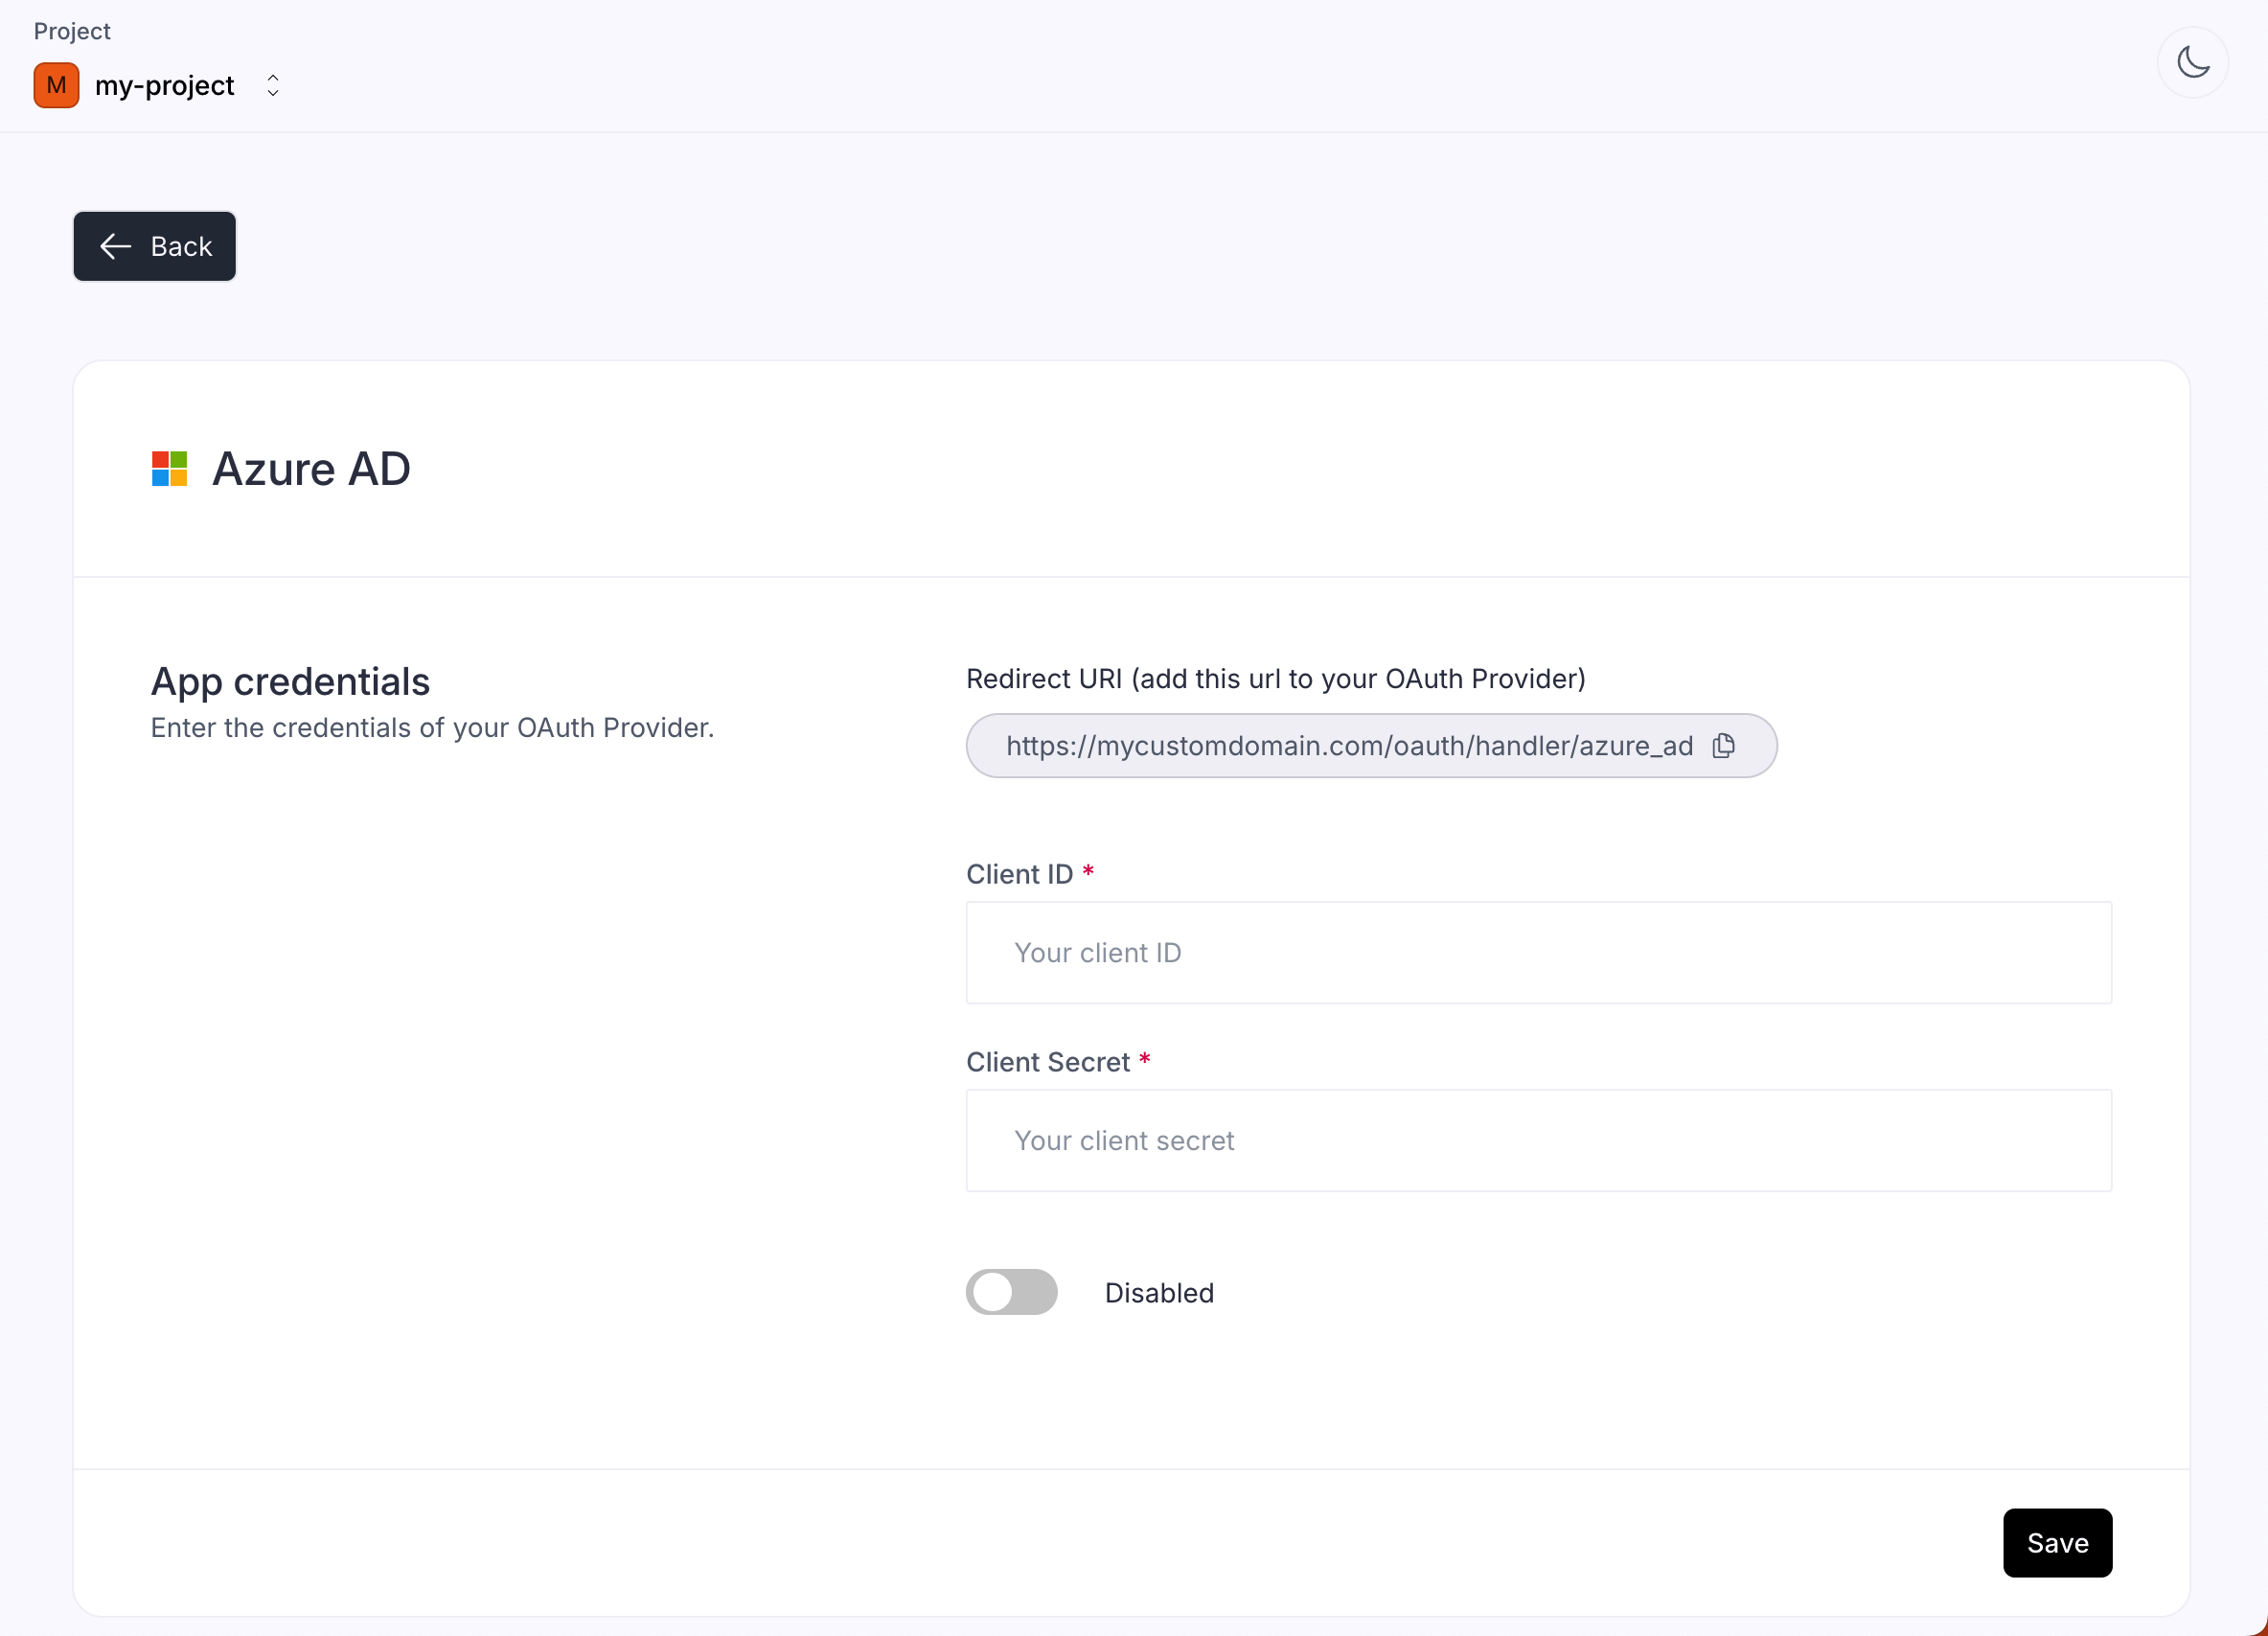 Project
M my-project
Back
Azure AD
App credentials
Enter the credentials of your OAuth Provider.
Redirect URI (add this url to your OAuth Provider)
https://mycustomdomain.com/oauth/handler/azure_ad
Client ID *
Your client ID
Client Secret *
Your client secret
Disabled
Save